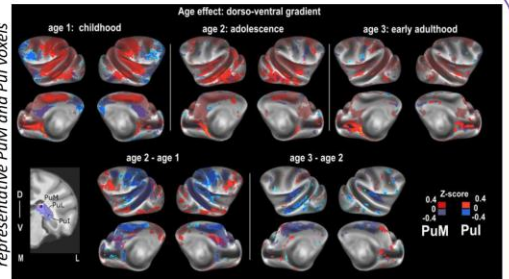 representative PuM and PuI voxels
Age effect: dorso-ventral gradient
age 1: childhood
age 2: adolescence
age 3: early adulthood
age 2 - age 1
age 3 - age 2
PuM
PuL
PuI
D
V
M L
Z-score
0.4 0.4
0 0
-0.4 -0.4
PuM PuI